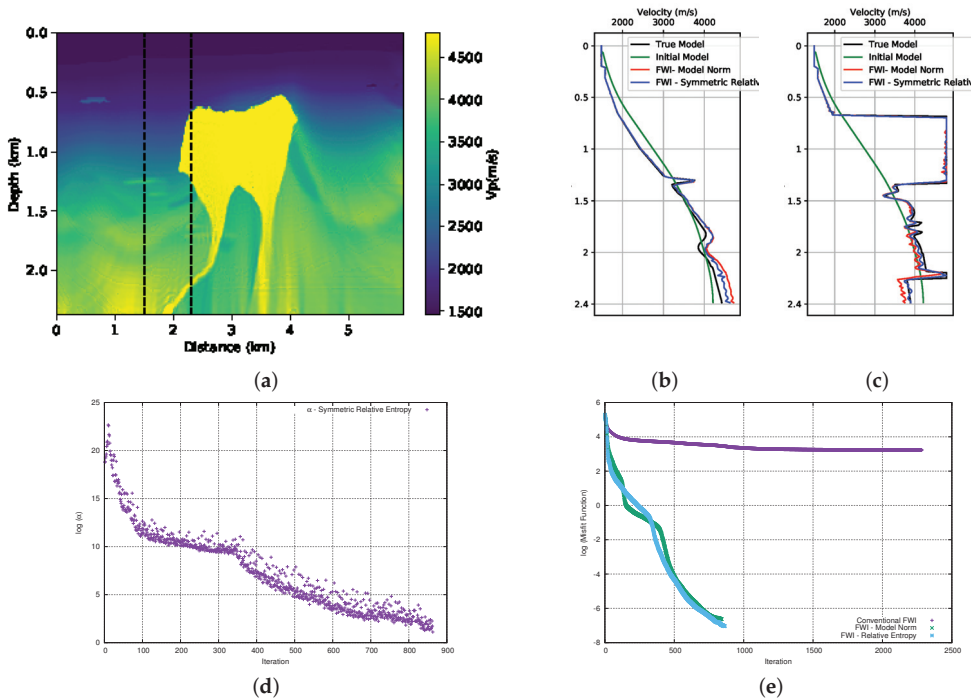 0.0
0.5
1.0
1.5
2.0
Depth {km}
0 1 2 3 4 5
Distance {km}
4500
4000
3500
3000
2500
2000
1500
Vp{m/s}
(a)
Velocity (m/s)
2000 3000 4000
0
0.5
1
1.5
2
2.4
True Model
Initial Model
FWI- Model Norm
FWI - Symmetric Relative
(b)
Velocity (m/s)
2000 3000 4000
0
0.5
1
1.5
2
2.4
True Model
Initial Model
FWI- Model Norm
FWI - Symmetric Relative
(c)
25
20
15
10
5
0
log (α)
α - Symmetric Relative Entropy
0 100 200 300 400 500 600 700 800 900
Iteration
(d)
6
4
2
0
-2
-4
-6
-8
log (Misfit Function)
Conventional FWI
FWI - Model Norm
FWI - Relative Entropy
0 500 1000 1500 2000 2500
Iteration
(e)